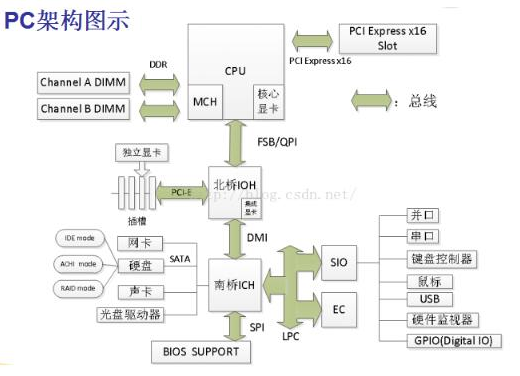 PC架构图示
PCI Express x16
Slot
PCI Express x16
DDR
CPU
Channel A DIMM
Channel B DIMM
MCH
核心
显卡
：总线
FSB/QPI
独立显卡
PCI-E
北桥IOH
集成
显卡
插槽
http://blog.csdn.net/
DMI
IDE mode
ACHI mode
RAID mode
网卡
硬盘
声卡
光盘驱动器
SATA
南桥ICH
SPI
BIOS SUPPORT
LPC
SIO
EC
并口
串口
键盘控制器
鼠标
USB
硬件监视器
GPIO(Digital IO)